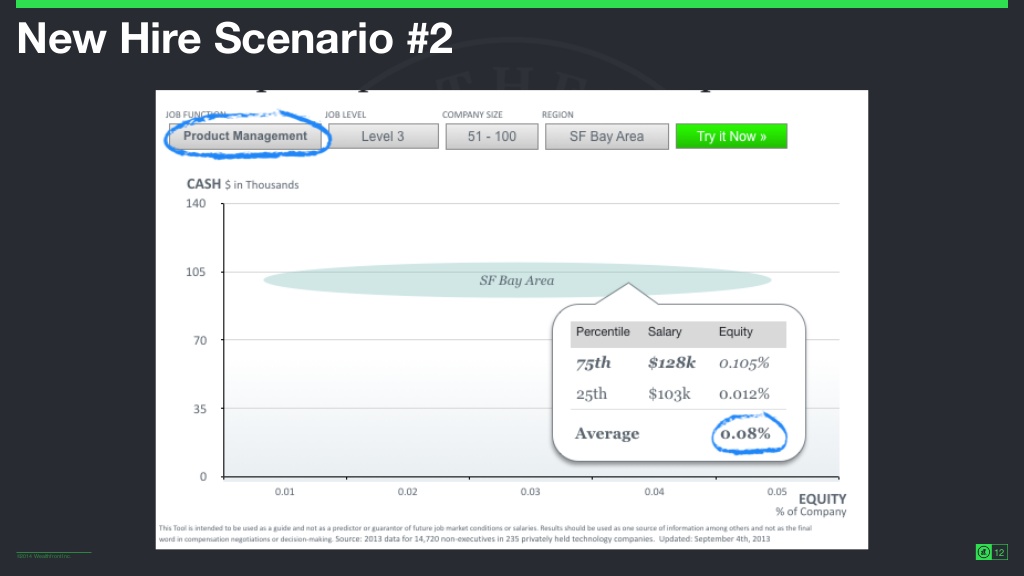 New Hire Scenario #2
THE
JOB FUNCTION JOB LEVEL COMPANY SIZE REGION
Product Management Level 3 51 - 100 SF Bay Area Try it Now »
CASH $ in Thousands
140
105
70
35
0
SF Bay Area
Percentile Salary Equity
75th $128k 0.105%
25th $103k 0.012%
Average 0.08%
0.01 0.02 0.03 0.04 0.05
EQUITY
% of Company
This Tool is intended to be used as a guide and not as a predictor or guarantor of future job market conditions or salaries. Results should be used as one source of information among others and not as the final
word in compensation negotiations or decision-making. Source: 2013 data for 14,720 non-executives in 235 privately held technology companies. Updated: September 4th, 2013
12